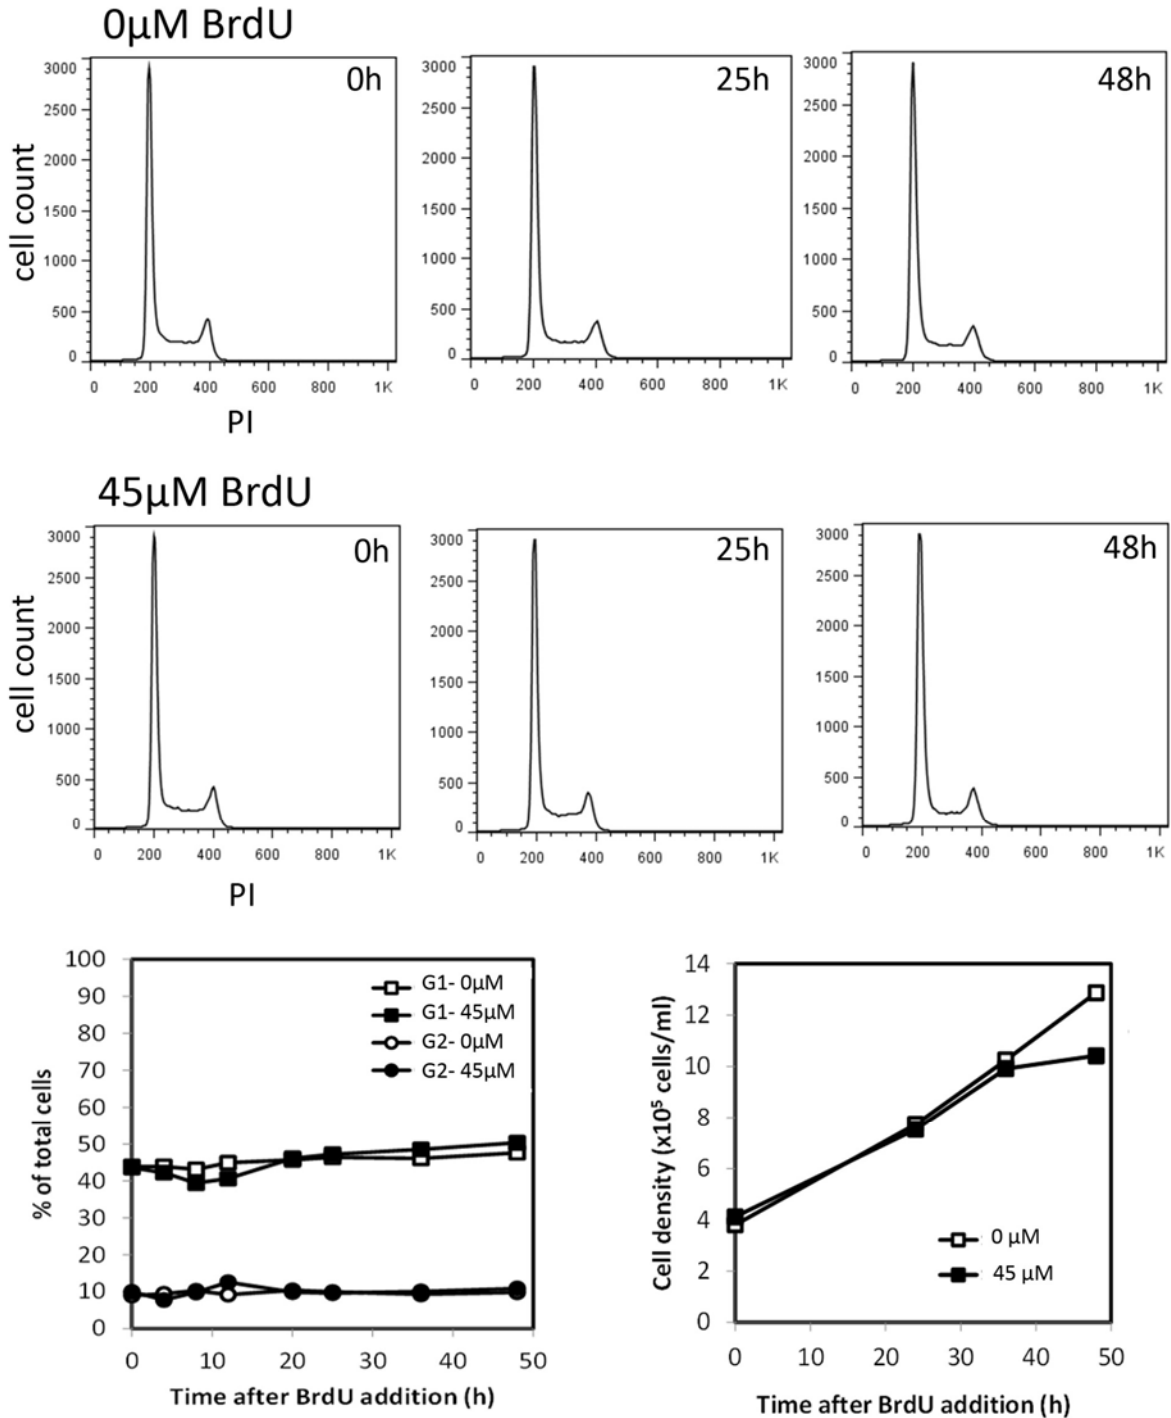 0µM BrdU
0h
25h
48h
cell count
3000
2500
2000
1500
1000
500
0
0 200 400 600 800 1K
3000
2500
2000
1500
1000
500
0
0 200 400 600 800 1K
3000
2500
2000
1500
1000
500
0
0 200 400 600 800 1K
PI
45µM BrdU
0h
25h
48h
cell count
3000
2500
2000
1500
1000
500
0
0 200 400 600 800 1K
3000
2500
2000
1500
1000
500
0
0 200 400 600 800 1K
3000
2500
2000
1500
1000
500
0
0 200 400 600 800 1K
PI
% of total cells
100
90
80
70
60
50
40
30
20
10
0
G1- 0µM
G1- 45µM
G2- 0µM
G2- 45µM
0 10 20 30 40 50
Time after BrdU addition (h)
Cell density (x10⁵ cells/ml)
14
12
10
8
6
4
2
0
0 µM
45 µM
0 10 20 30 40 50
Time after BrdU addition (h)